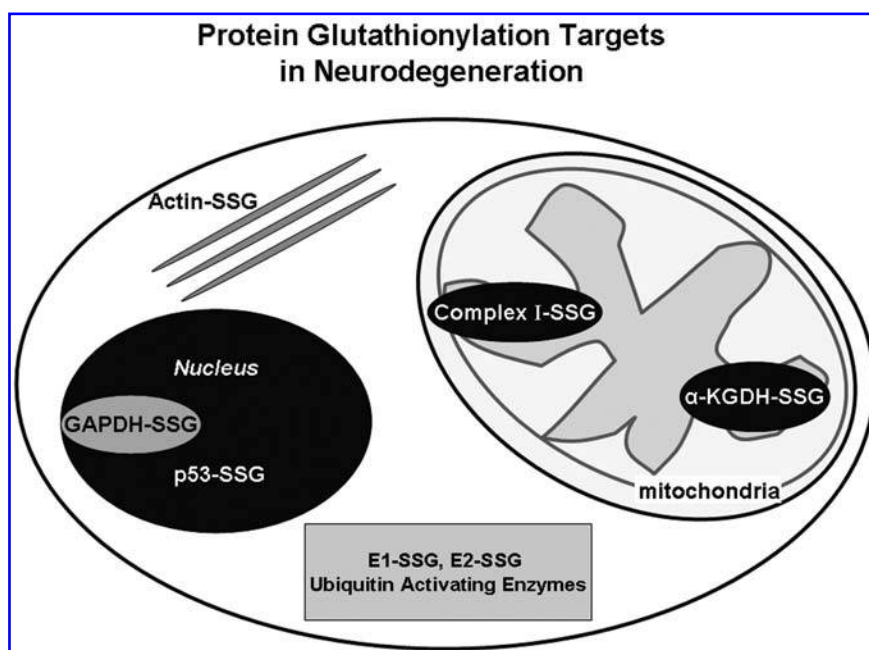 Protein Glutathionylation Targets
in Neurodegeneration
Actin-SSG
Complex I-SSG
Nucleus
α-KGDH-SSG
GAPDH-SSG
p53-SSG
mitochondria
E1-SSG, E2-SSG
Ubiquitin Activating Enzymes